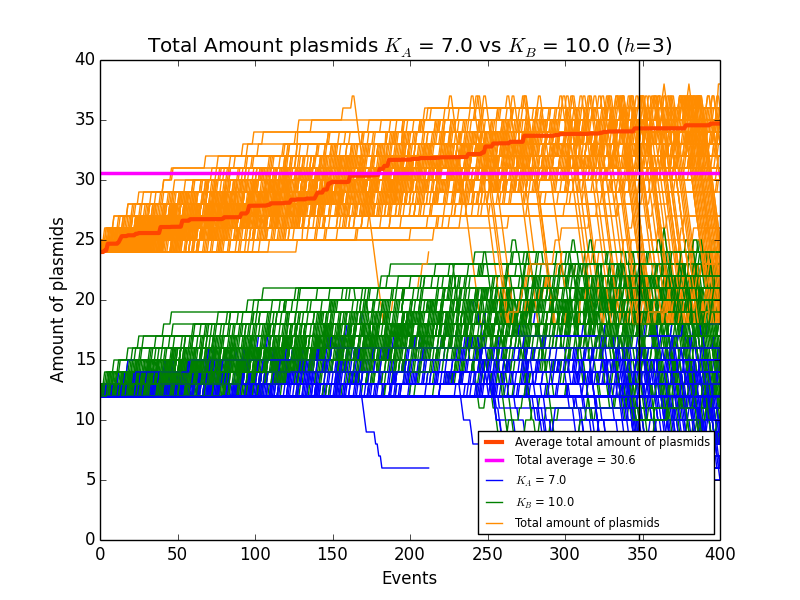 Total Amount plasmids K_A = 7.0 vs K_B = 10.0 (h=3)
40
35
30
25
20
15
10
5
0
Amount of plasmids
Average total amount of plasmids
Total average = 30.6
K_A = 7.0
K_B = 10.0
Total amount of plasmids
0 50 100 150 200 250 300 350 400
Events